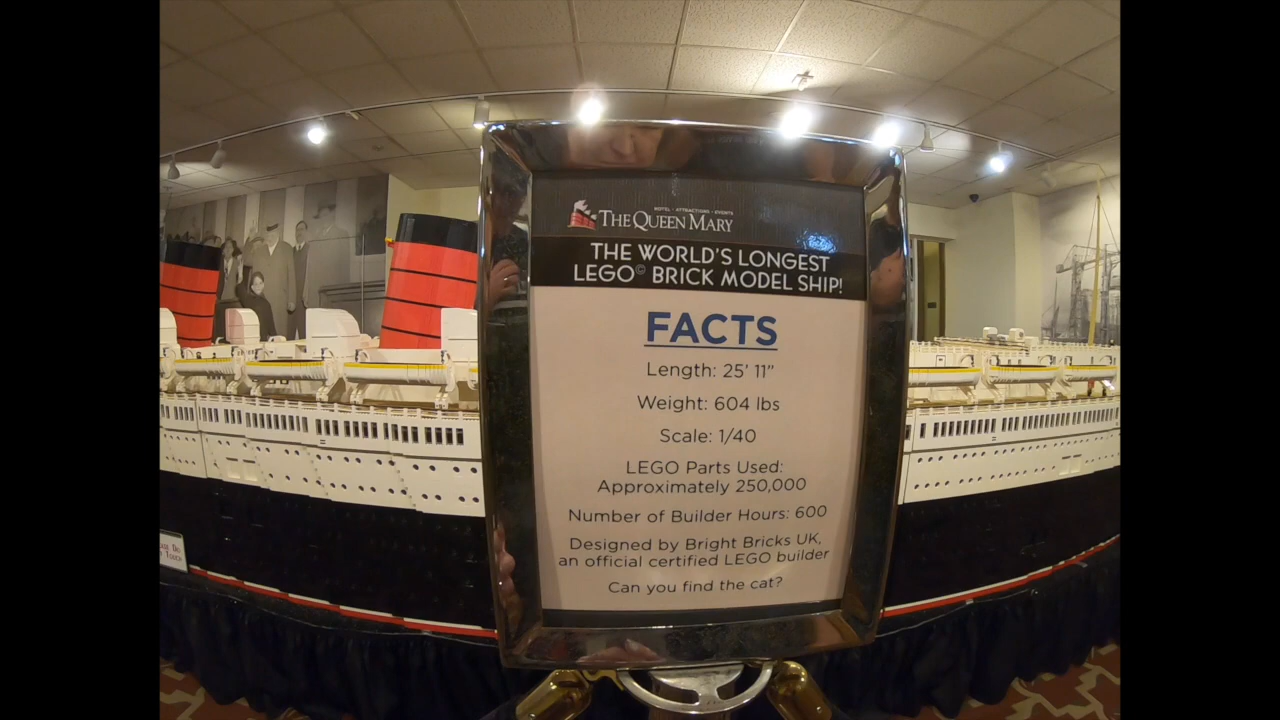 HOTEL • ATTRACTIONS • EVENTS
THE QUEEN MARY
THE WORLD'S LONGEST
LEGO© BRICK MODEL SHIP!
FACTS
Length: 25' 11"
Weight: 604 lbs
Scale: 1/40
LEGO Parts Used:
Approximately 250,000
Number of Builder Hours: 600
Designed by Bright Bricks UK,
an official certified LEGO builder
Can you find the cat?
Touch